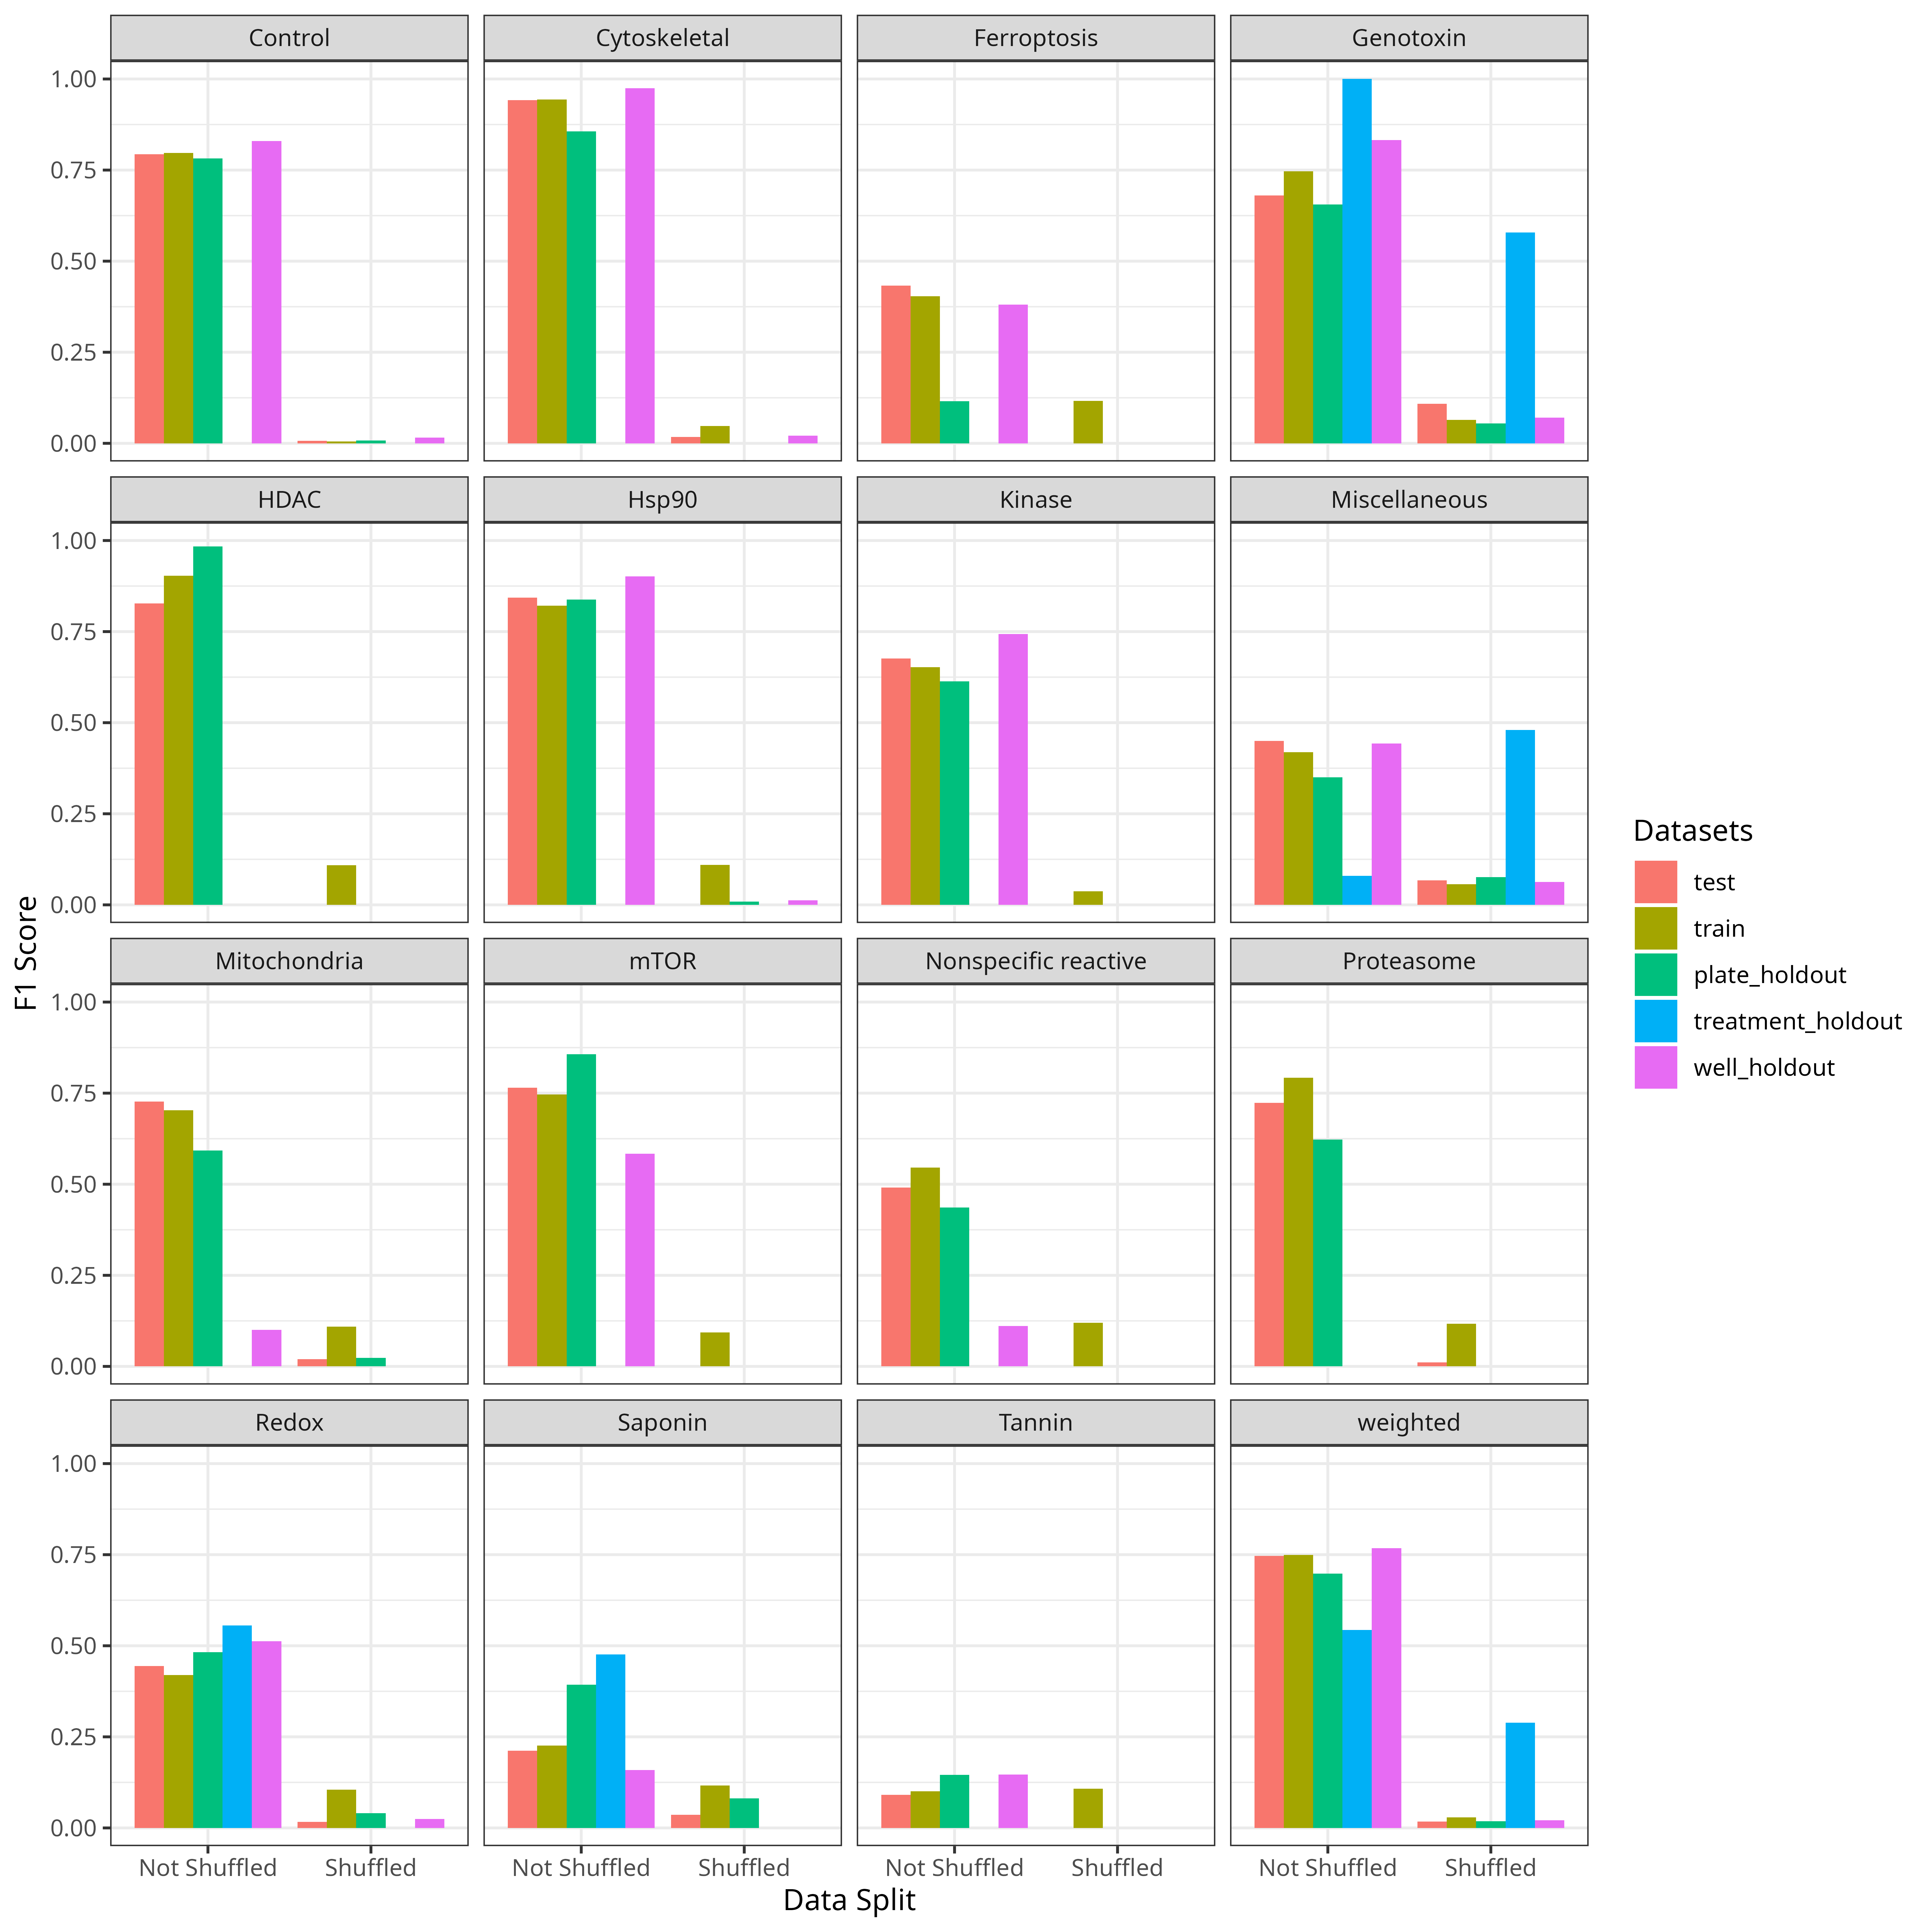 Control Cytoskeletal Ferroptosis Genotoxin
1.00
0.75
0.50
0.25
0.00
HDAC Hsp90 Kinase Miscellaneous
1.00
0.75
0.50
0.25
0.00
Mitochondria mTOR Nonspecific reactive Proteasome
1.00
0.75
0.50
0.25
0.00
Redox Saponin Tannin weighted
1.00
0.75
0.50
0.25
0.00
Not Shuffled Shuffled Not Shuffled Shuffled Not Shuffled Shuffled Not Shuffled Shuffled
Data Split
F1 Score
Datasets
test
train
plate_holdout
treatment_holdout
well_holdout